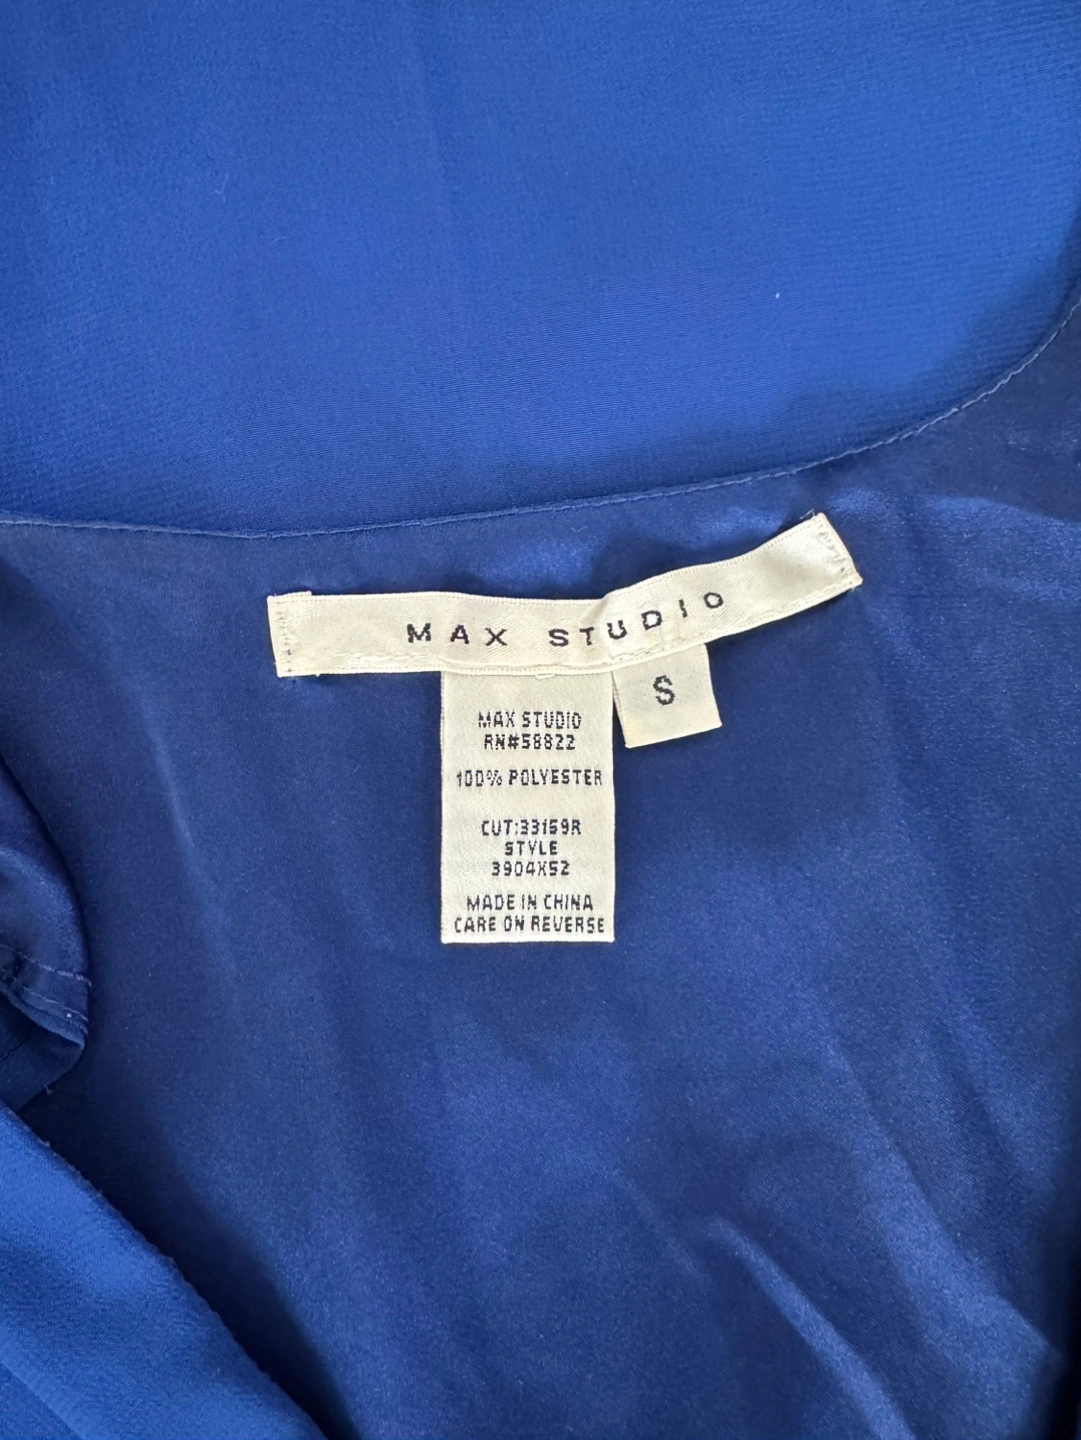 MAX STUDIO
S
MAX STUDIO
RN#58822
100% POLYESTER
CUT:33159R
STYLE
3904X52
MADE IN CHINA
CARE ON REVERSE